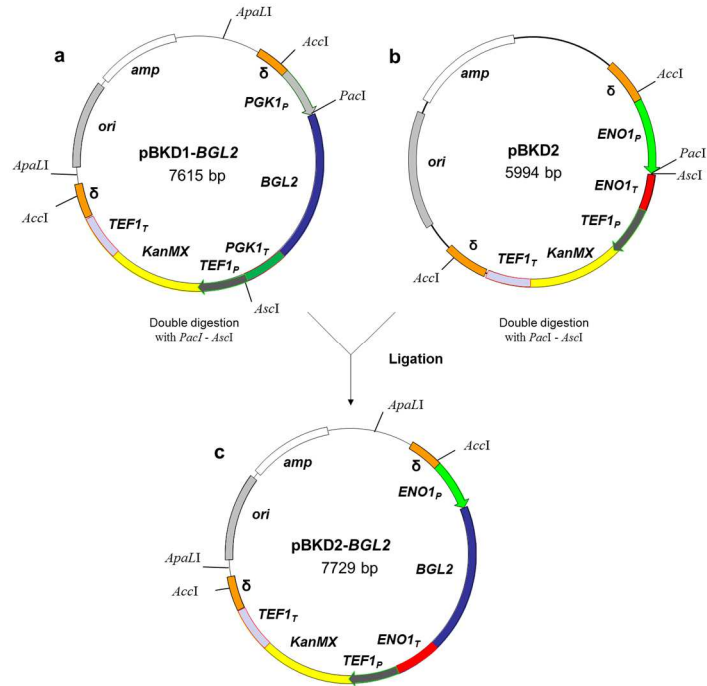 a
ApaLI
AccI
amp
δ
PGK1P
PacI
ori
pBKD1-BGL2
7615 bp
BGL2
ApaLI
δ
AccI
TEF1T
KanMX
PGK1T
TEF1P
AscI
Double digestion
with PacI - AscI
b
amp
AccI
δ
ENO1P
pBKD2
5994 bp
ori
PacI
AscI
ENO1T
TEF1P
δ
KanMX
TEF1T
AccI
Double digestion
with PacI - AscI
Ligation
c
ApaLI
AccI
amp
δ
ENO1P
ori
pBKD2-BGL2
7729 bp
BGL2
ApaLI
δ
AccI
TEF1T
KanMX
ENO1T
TEF1P